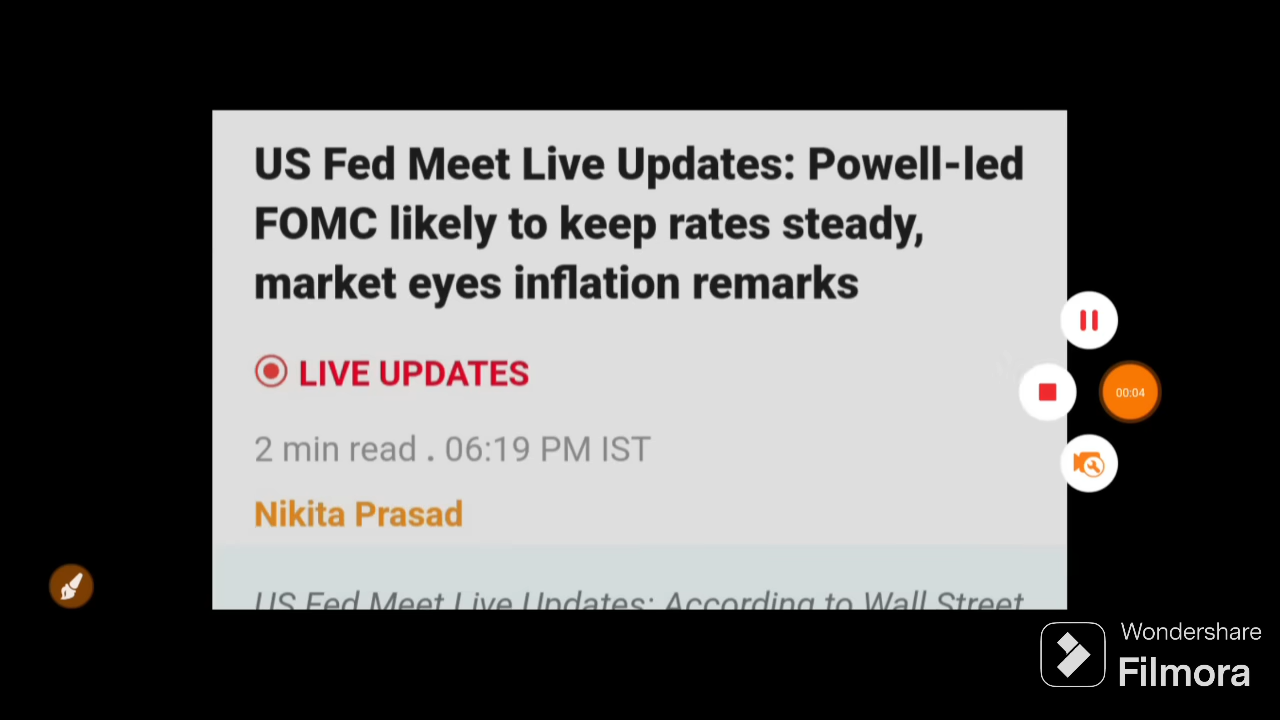 US Fed Meet Live Updates: Powell-led
FOMC likely to keep rates steady,
market eyes inflation remarks
LIVE UPDATES
2 min read . 06:19 PM IST
Nikita Prasad
US Fed Meet Live Updates: According to Wall Street
00:04
Wondershare
Filmora